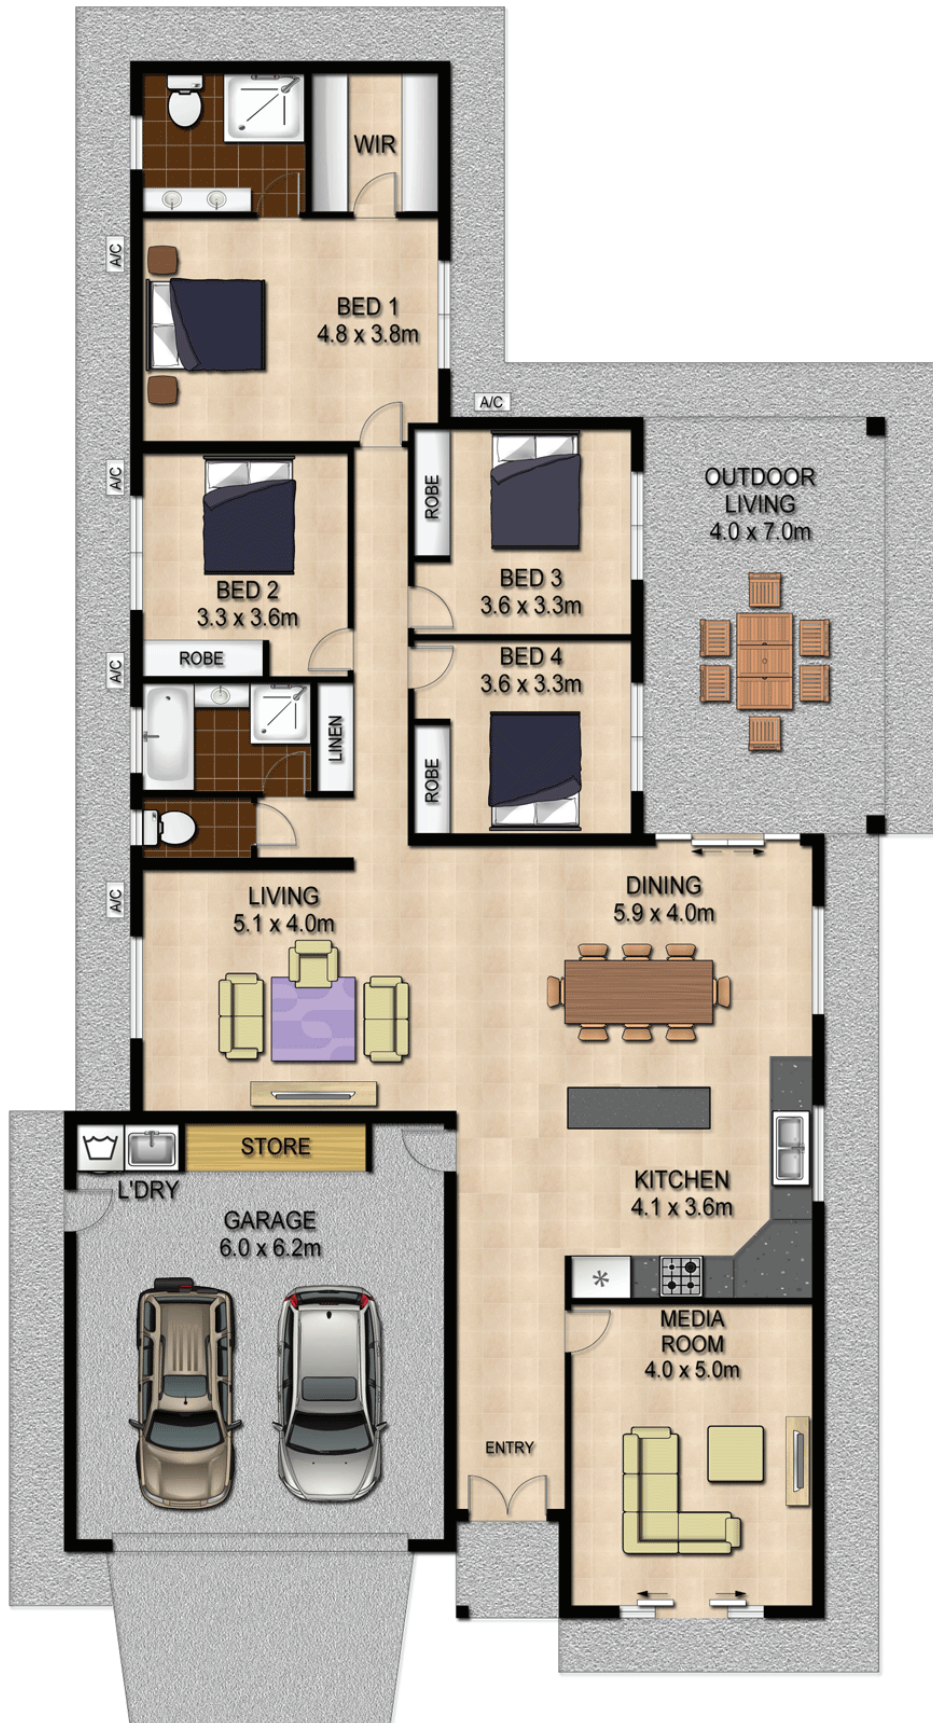 WIR
A/C
BED 1
4.8 x 3.8m
A/C
A/C
ROBE
OUTDOOR
LIVING
4.0 x 7.0m
BED 2
3.3 x 3.6m
BED 3
3.6 x 3.3m
ROBE
A/C
BED 4
3.6 x 3.3m
LINEN
ROBE
A/C
LIVING
5.1 x 4.0m
DINING
5.9 x 4.0m
STORE
L'DRY
KITCHEN
4.1 x 3.6m
GARAGE
6.0 x 6.2m
MEDIA
ROOM
4.0 x 5.0m
ENTRY